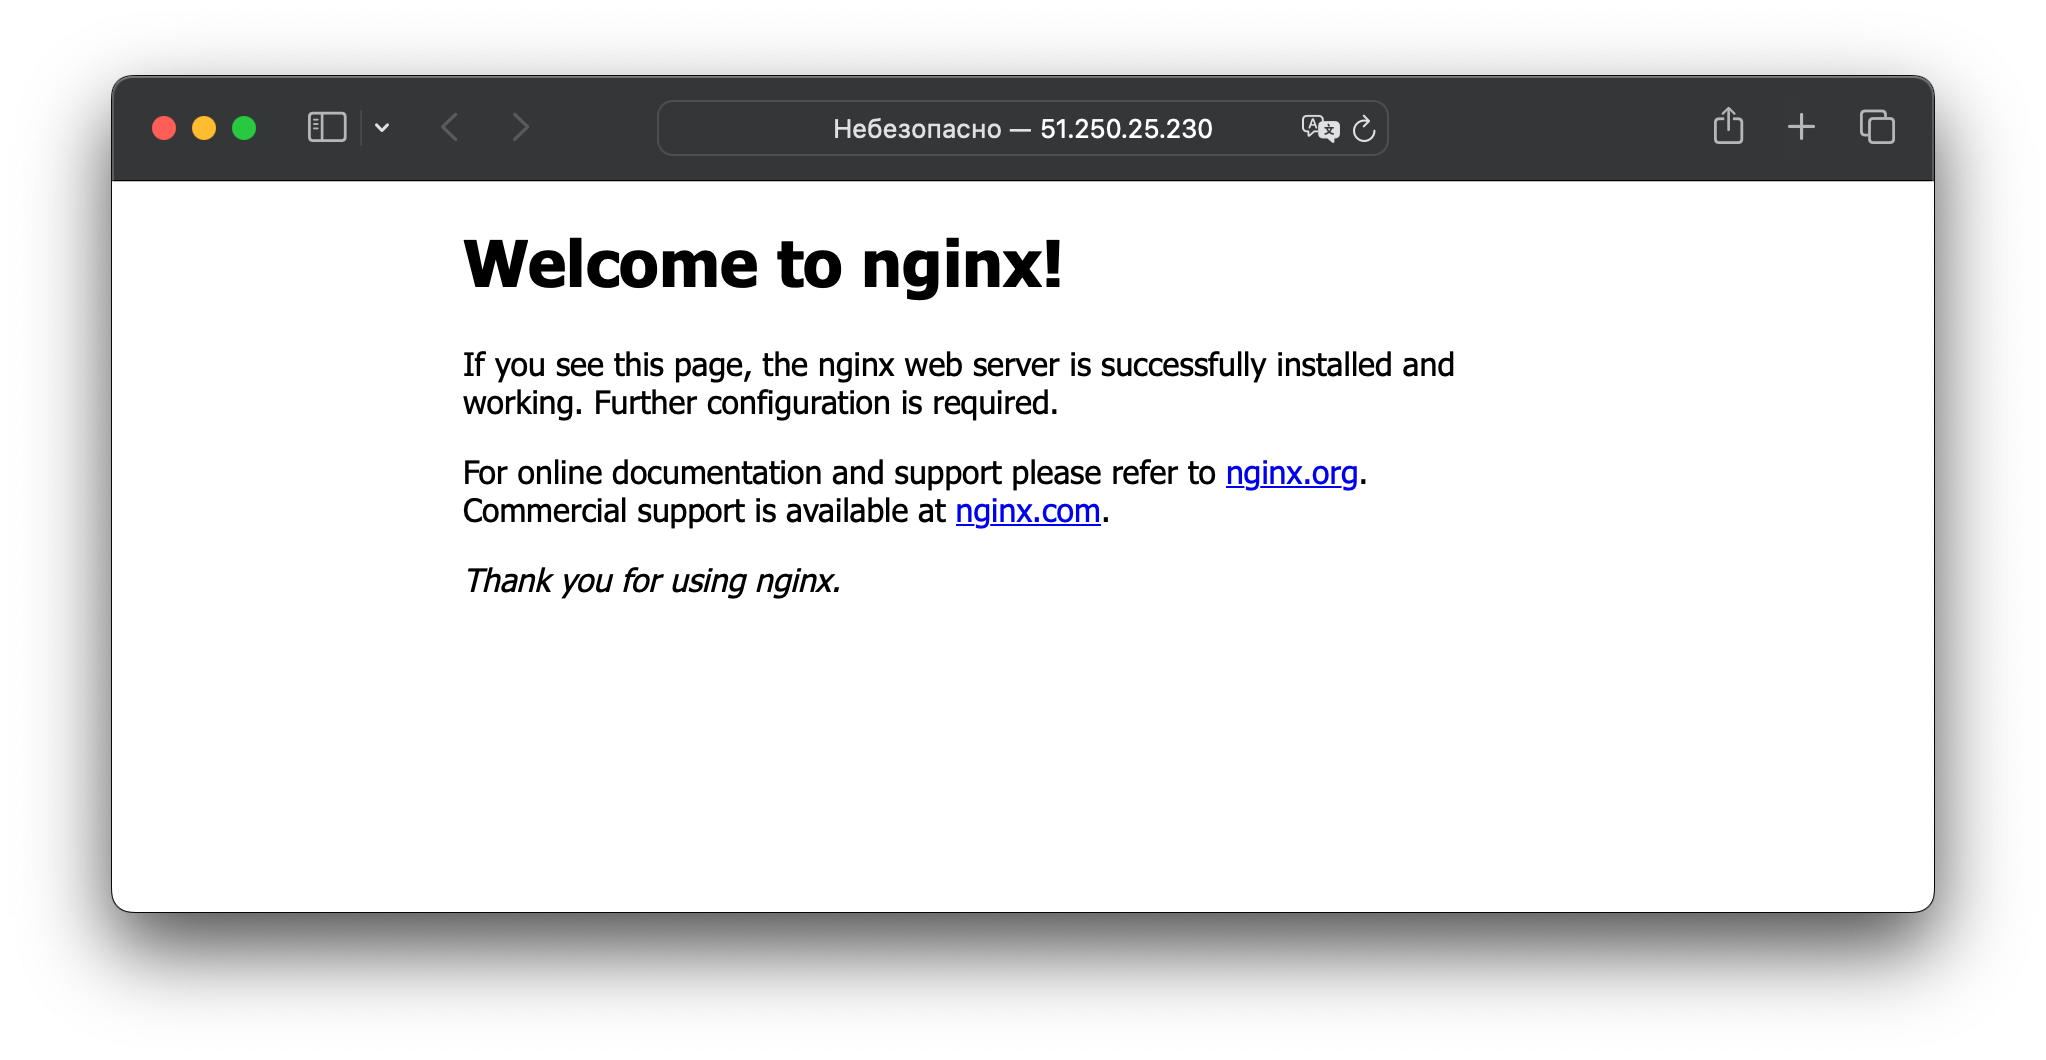 Небезопасно — 51.250.25.230
Welcome to nginx!
If you see this page, the nginx web server is successfully installed and
working. Further configuration is required.
For online documentation and support please refer to nginx.org.
Commercial support is available at nginx.com.
Thank you for using nginx.